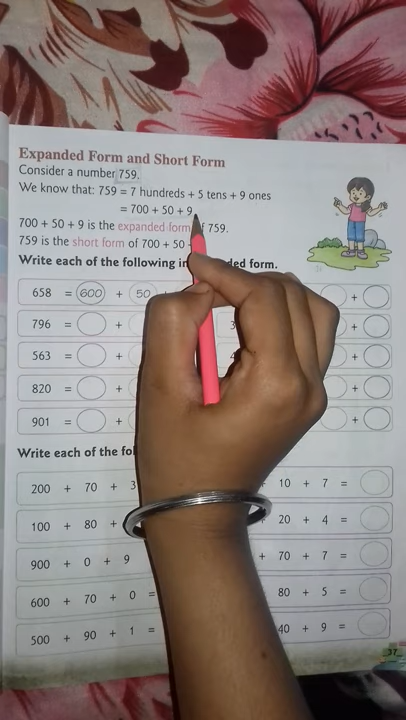 Expanded Form and Short Form
Consider a number 759.
We know that: 759 = 7 hundreds + 5 tens + 9 ones
= 700 + 50 + 9
700 + 50 + 9 is the expanded form 759.
759 is the short form of 700 + 50
Write each of the following form.
658 = 600 + 50 +
796 = +
563 = +
820 = +
901 = +
Write each of the
200 + 70 + 3 10 + 7 =
100 + 80 + 20 + 4 =
900 + 0 + 9 + 70 + 7 =
600 + 70 + 0 = 80 + 5 =
500 + 90 + 1 = 40 + 9 =
37